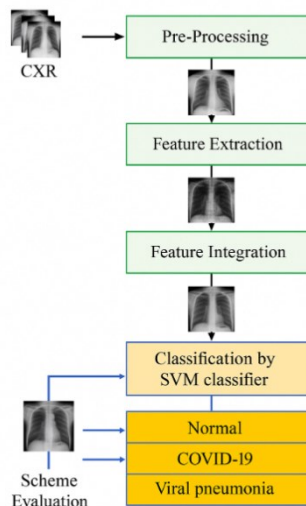 Pre-Processing
CXR
Feature Extraction
Feature Integration
Classification by
SVM classifier
Normal
COVID-19
Viral pneumonia
Scheme
Evaluation